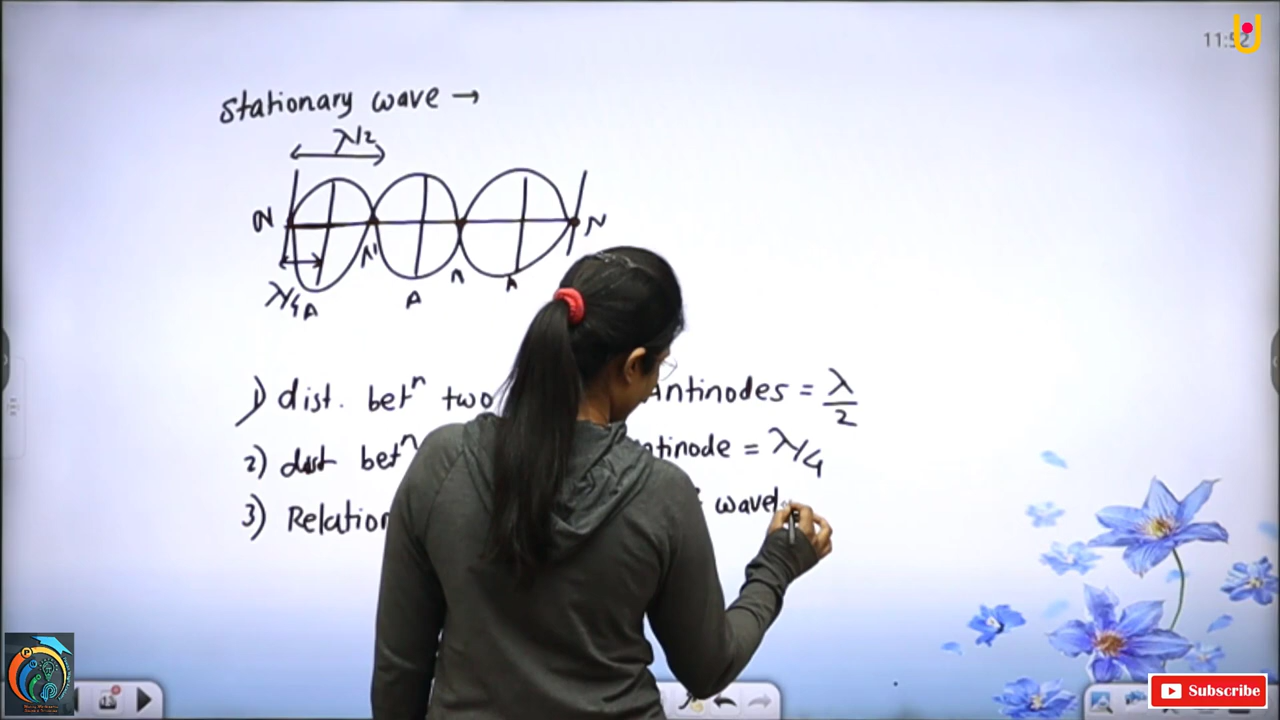 11:52
stationary wave →
λ/2
N
N
N
λ/4
A
A
n
A
1) dist. betⁿ two Antinodes = λ/2
2) dist betⁿ antinode = λ/4
3) Relation wavel
Subscribe